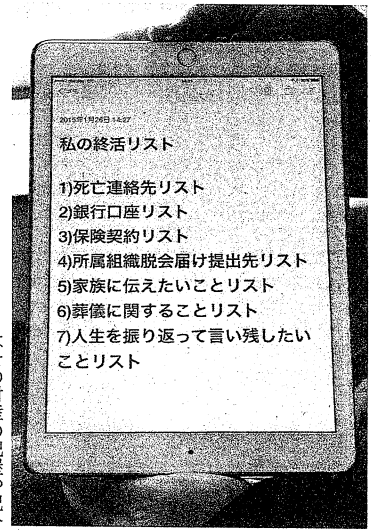 2015年1月26日 14:27
私の終活リスト
1)死亡連絡先リスト
2)銀行口座リスト
3)保険契約リスト
4)所属組織脱会届け提出先リスト
5)家族に伝えたいことリスト
6)葬儀に関することリスト
7)人生を振り返って言い残したい
ことリスト